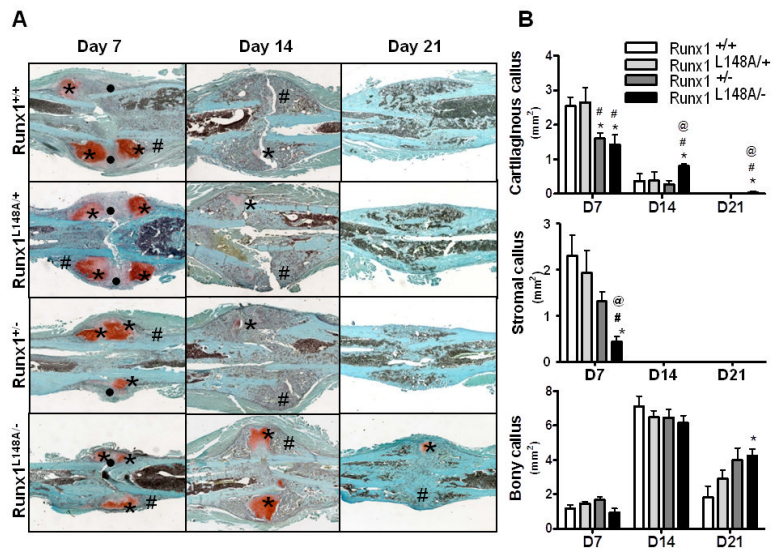 A
Day 7 Day 14 Day 21
Runx1+/+
Runx1L148A/+
Runx1+/-
Runx1L148A/-
* ● * * ● #
# *
* ● * # * * ●
* #
* * # * ●
* #
* * ● * #
* # *
* #
B
Runx1 +/+
Runx1 L148A/+
Runx1 +/-
Runx1 L148A/-
Cartilaginous callus
(mm2)
4
3
2
1
0
# #
* *
@
#
*
@
#
*
D7 D14 D21
Stromal callus
(mm2)
3
2
1
0
@
#
*
D7 D14 D21
Bony callus
(mm2)
8
6
4
2
0
*
D7 D14 D21